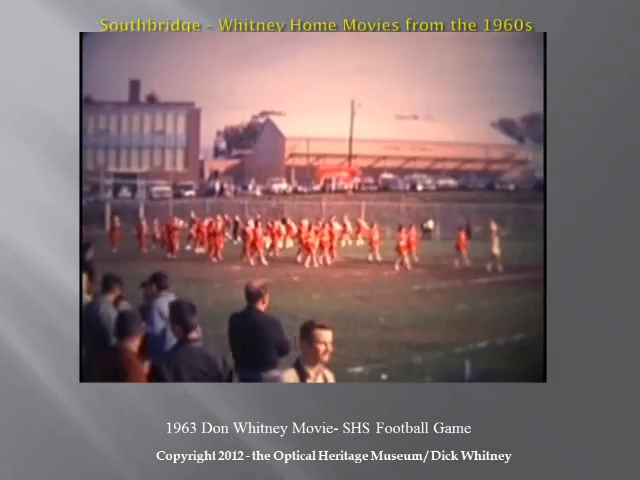 Southbridge – Whitney Home Movies from the 1960s
1963 Don Whitney Movie- SHS Football Game
Copyright 2012 - the Optical Heritage Museum / Dick Whitney